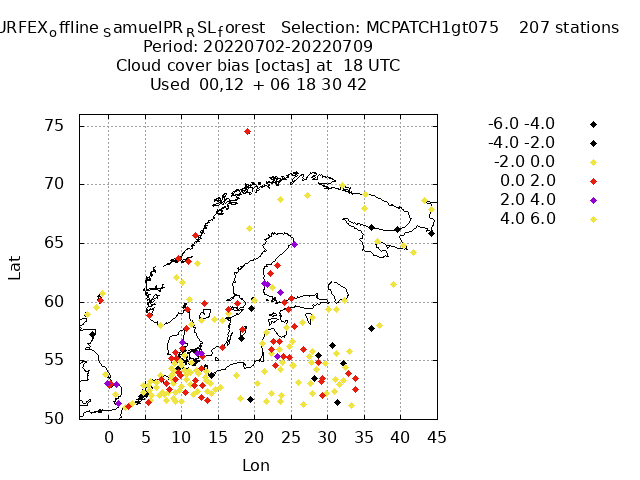 URFEXoffline SamuelPRRSLforest Selection: MCPATCH1gt075 207 stations
Period: 20220702-20220709
Cloud cover bias [octas] at 18 UTC
Used 00,12 + 06 18 30 42
-6.0 -4.0
-4.0 -2.0
-2.0 0.0
0.0 2.0
2.0 4.0
4.0 6.0
75
70
65
60
55
50
Lat
0 5 10 15 20 25 30 35 40 45
Lon